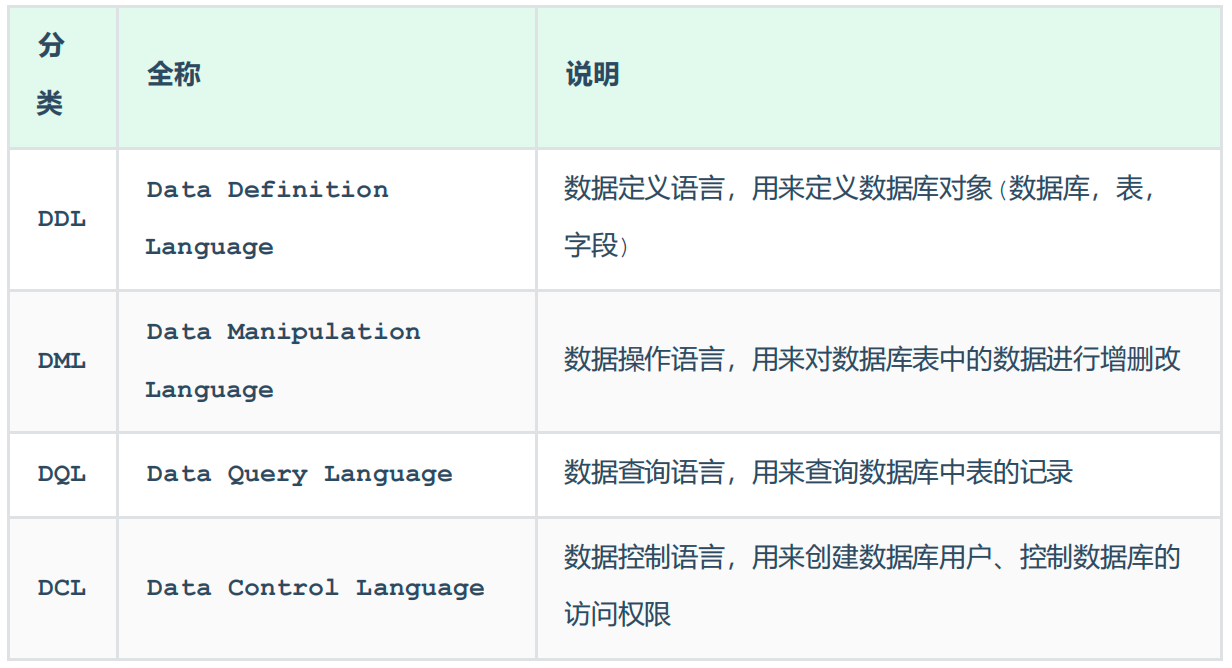 分
类
全称
说明
DDL
Data Definition
Language
数据定义语言，用来定义数据库对象(数据库，表，
字段)
DML
Data Manipulation
Language
数据操作语言，用来对数据库表中的数据进行增删改
DQL
Data Query Language
数据查询语言，用来查询数据库中表的记录
DCL
Data Control Language
数据控制语言，用来创建数据库用户、控制数据库的
访问权限